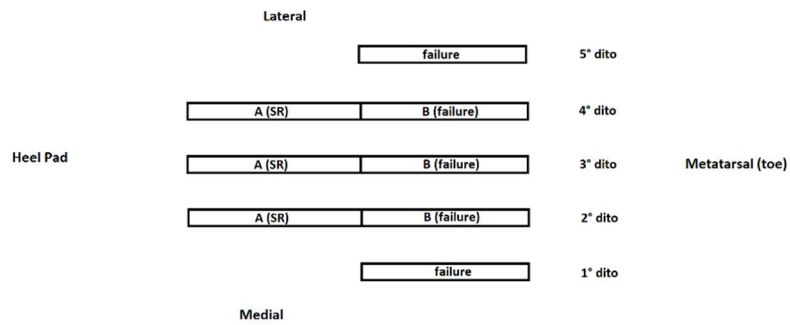 Lateral
failure 5° dito
A (SR) B (failure) 4° dito
Heel Pad A (SR) B (failure) 3° dito Metatarsal (toe)
A (SR) B (failure) 2° dito
failure 1° dito
Medial